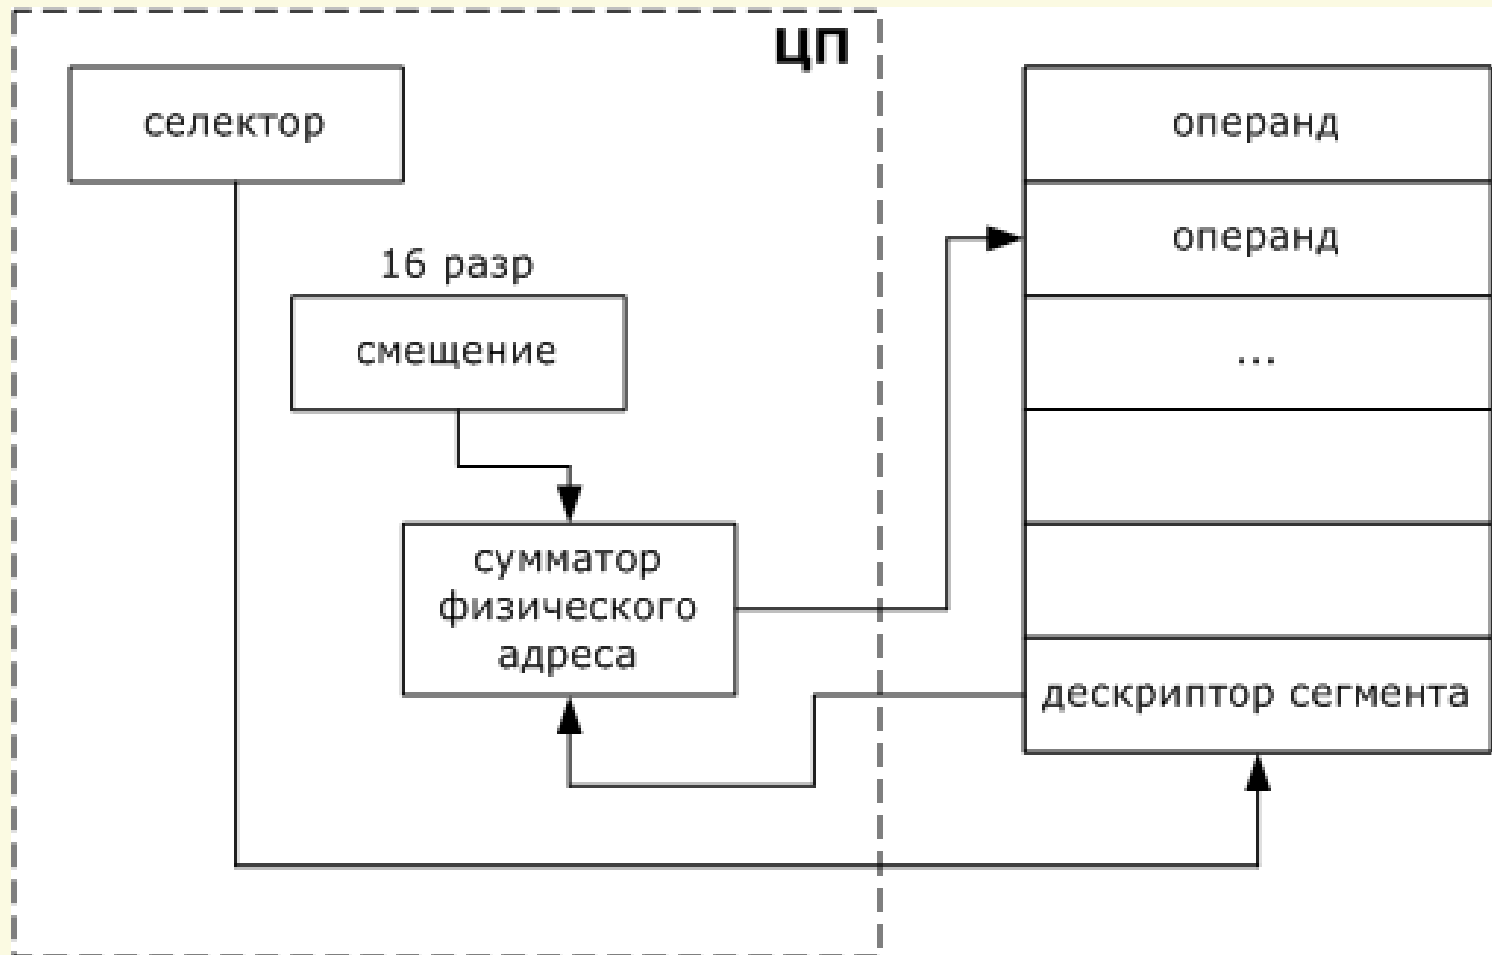 ЦП
селектор
16 разр
смещение
сумматор
физического
адреса
операнд
операнд
...
дескриптор сегмента